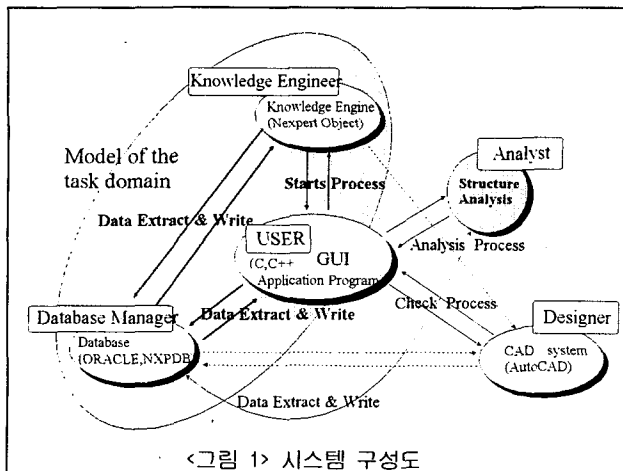 Knowledge Engineer
Knowledge Engine
(Nexpert Object)
Model of the
task domain
Analyst
Structure
Analysis
Starts Process
Data Extract & Write
USER
GUI
(C,C++
Application Program
Analysis Process
Data Extract & Write
Check Process
Database Manager
Database
(ORACLE,NXPDB
Designer
CAD system
(AutoCAD)
Data Extract & Write
<그림 1> 시스템 구성도